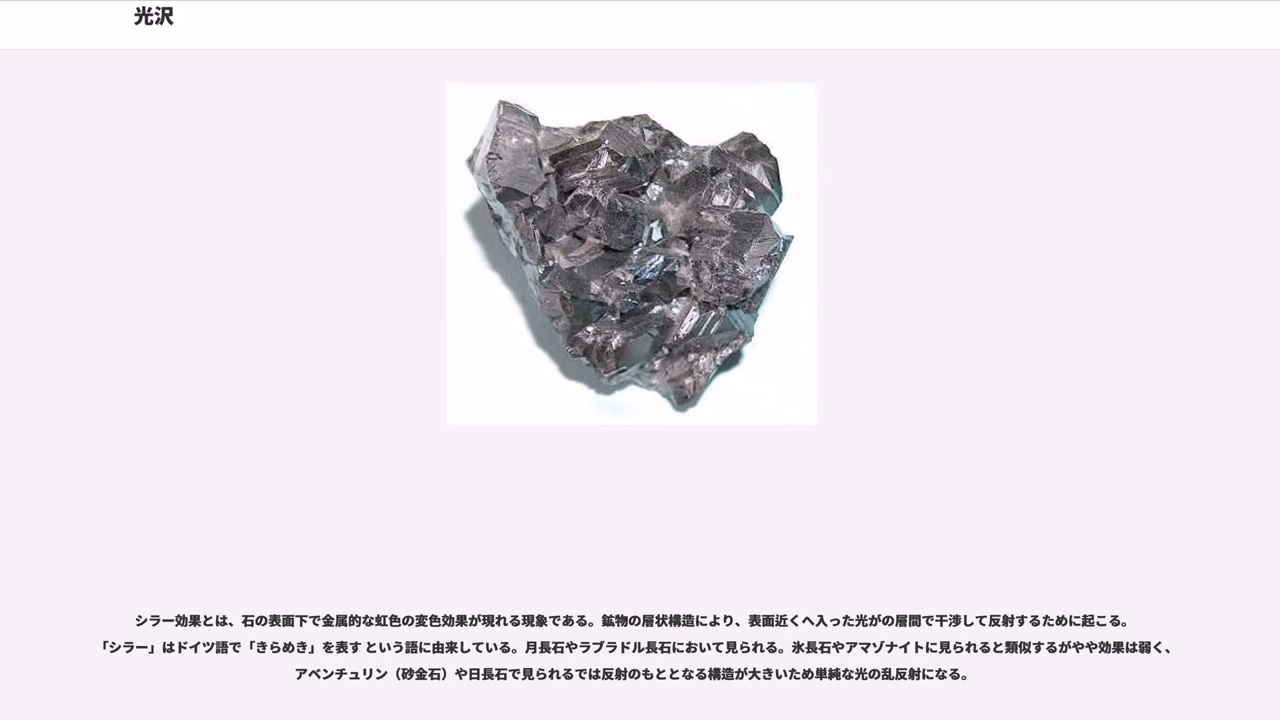 光沢
シラー効果とは、石の表面下で金属的な虹色の変色効果が現れる現象である。鉱物の層状構造により、表面近くへ入った光がの層間で干渉して反射するために起こる。
「シラー」はドイツ語で「きらめき」を表す という語に由来している。月長石やラブラドル長石において見られる。氷長石やアマゾナイトに見られると類似するがやや効果は弱く、
アベンチュリン（砂金石）や日長石で見られるでは反射のもととなる構造が大きいため単純な光の乱反射になる。